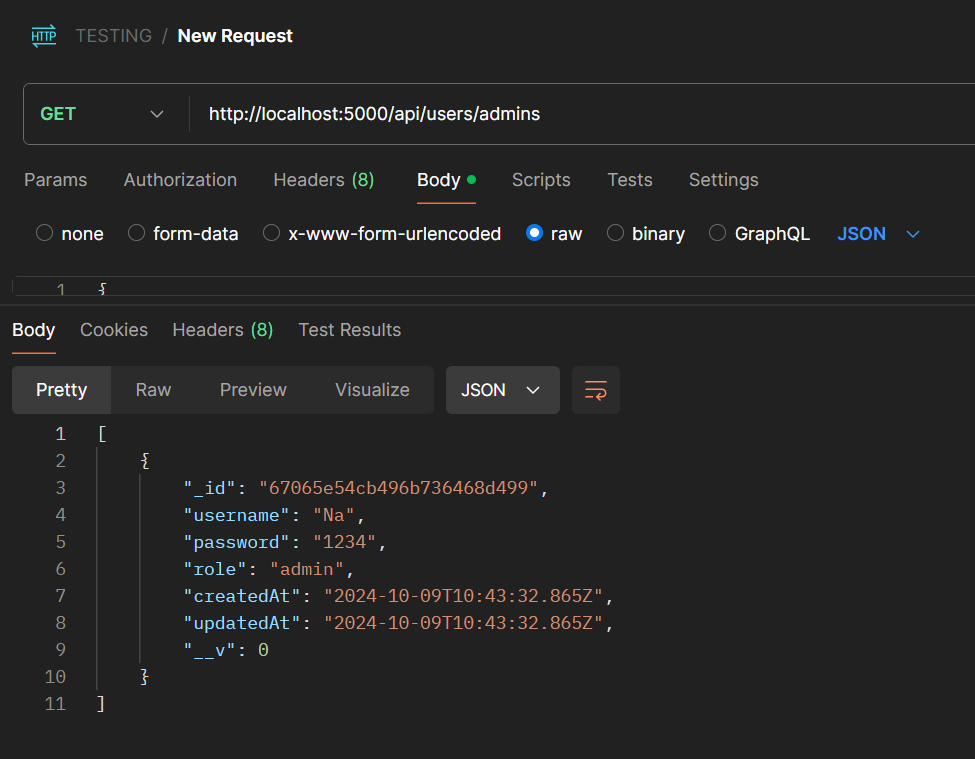 HTTP TESTING / New Request
GET http://localhost:5000/api/users/admins
Params Authorization Headers (8) Body Scripts Tests Settings
none form-data x-www-form-urlencoded raw binary GraphQL JSON
1 {
Body Cookies Headers (8) Test Results
Pretty Raw Preview Visualize JSON
1 [
2 {
3 "_id": "67065e54cb496b736468d499",
4 "username": "Na",
5 "password": "1234",
6 "role": "admin",
7 "createdAt": "2024-10-09T10:43:32.865Z",
8 "updatedAt": "2024-10-09T10:43:32.865Z",
9 "__v": 0
10 }
11 ]